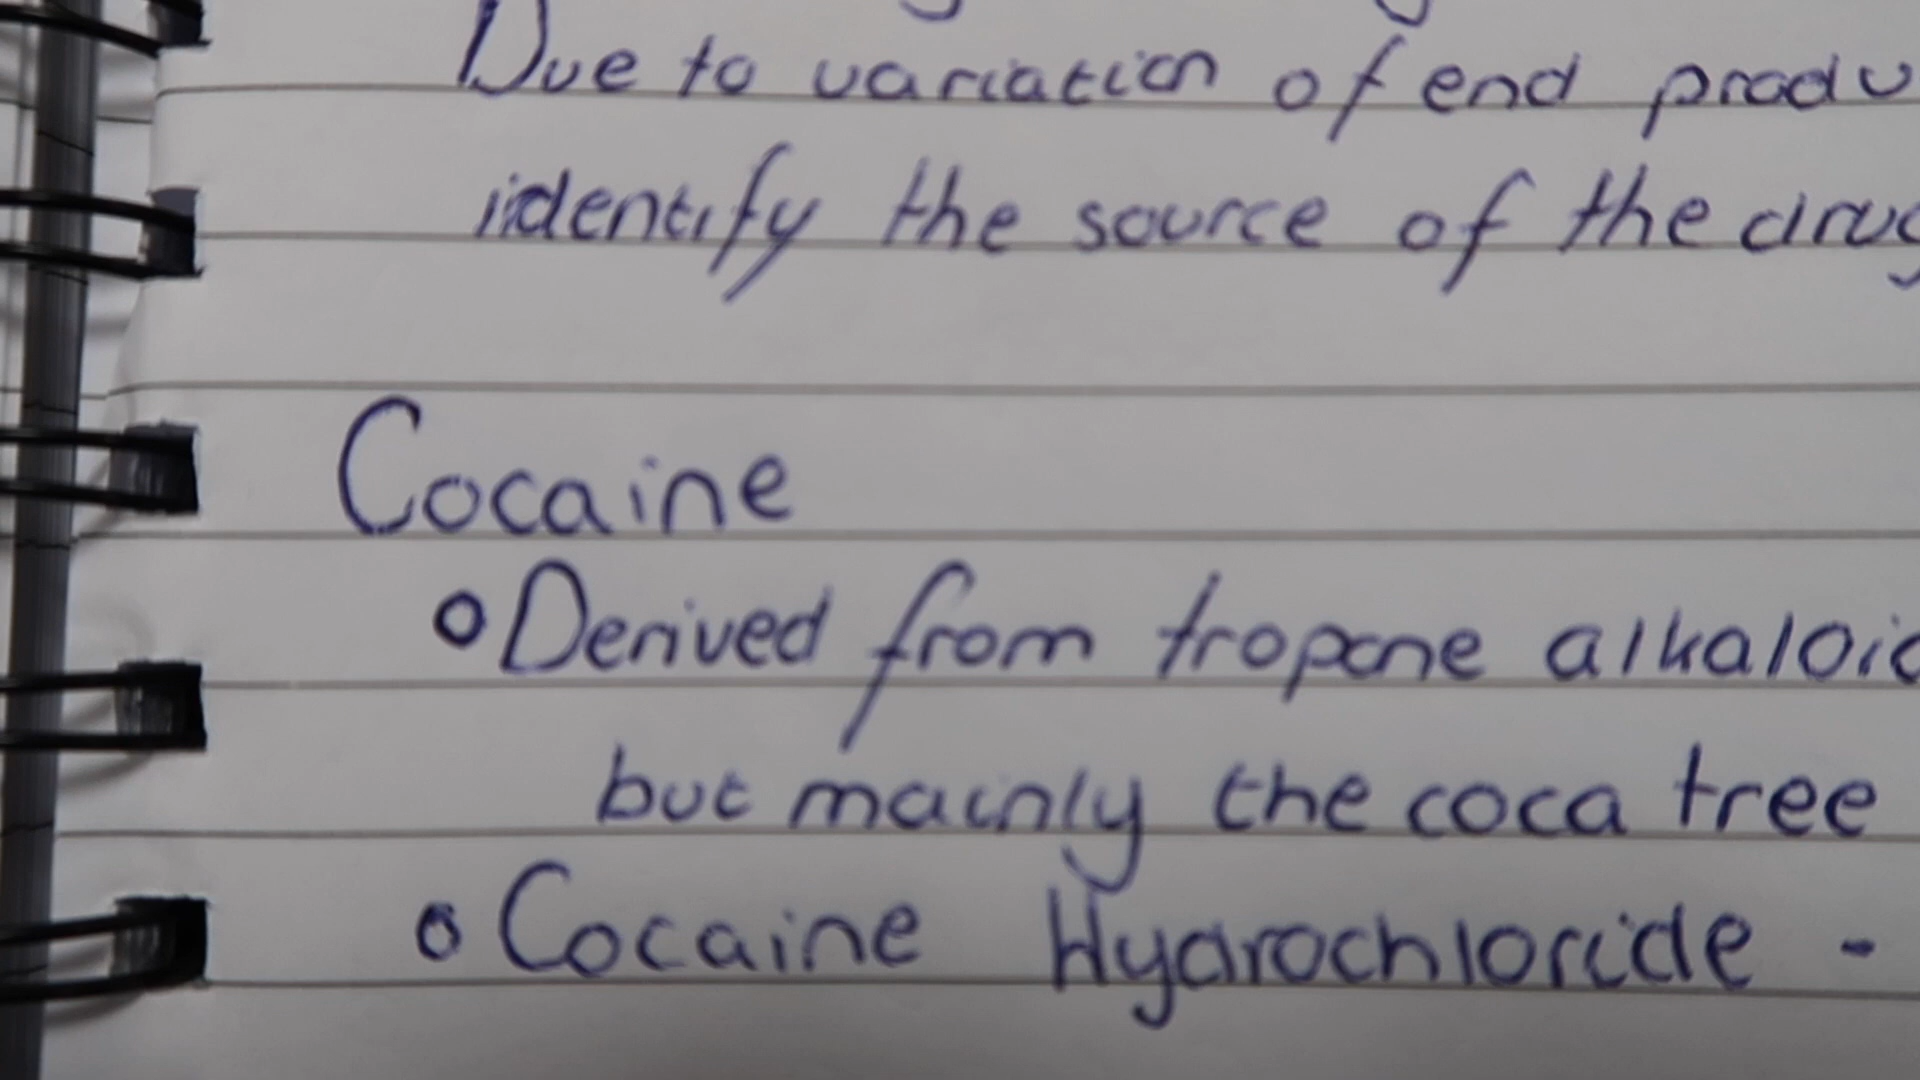 Due to variation of end produ
identify the source of the drug
Cocaine
Derived from tropane alkaloid
but mainly the coca tree
Cocaine Hydrochloride -